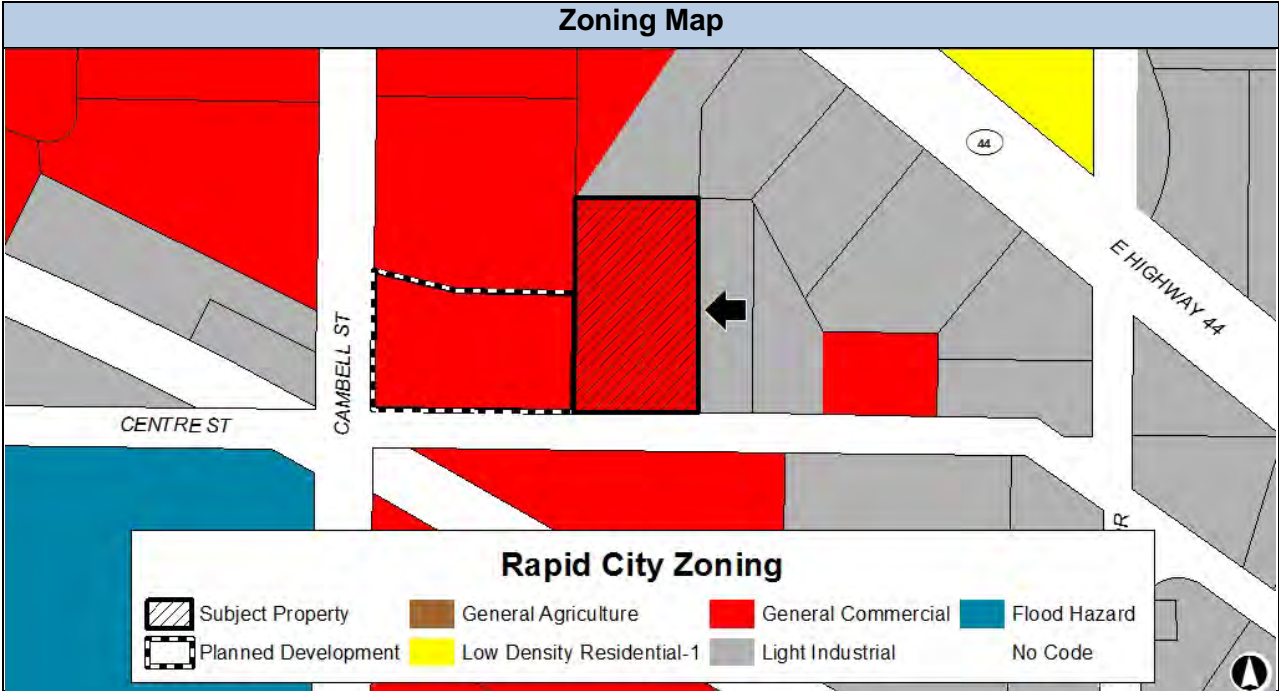 Zoning Map
44
E HIGHWAY 44
CAMBELL ST
CENTRE ST
DR
Rapid City Zoning
Subject Property
General Agriculture
General Commercial
Flood Hazard
Planned Development
Low Density Residential-1
Light Industrial
No Code